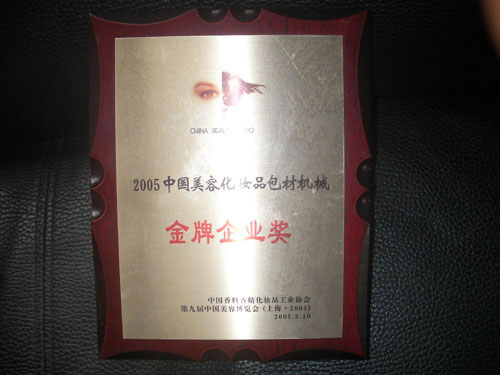 CHINA BEAUTY EXPO
2005中国美容化妆品包材机械
金牌企业奖
中国香料香精化妆品工业协会
第九届中国美容博览会（上海·2005）
2005.5.10